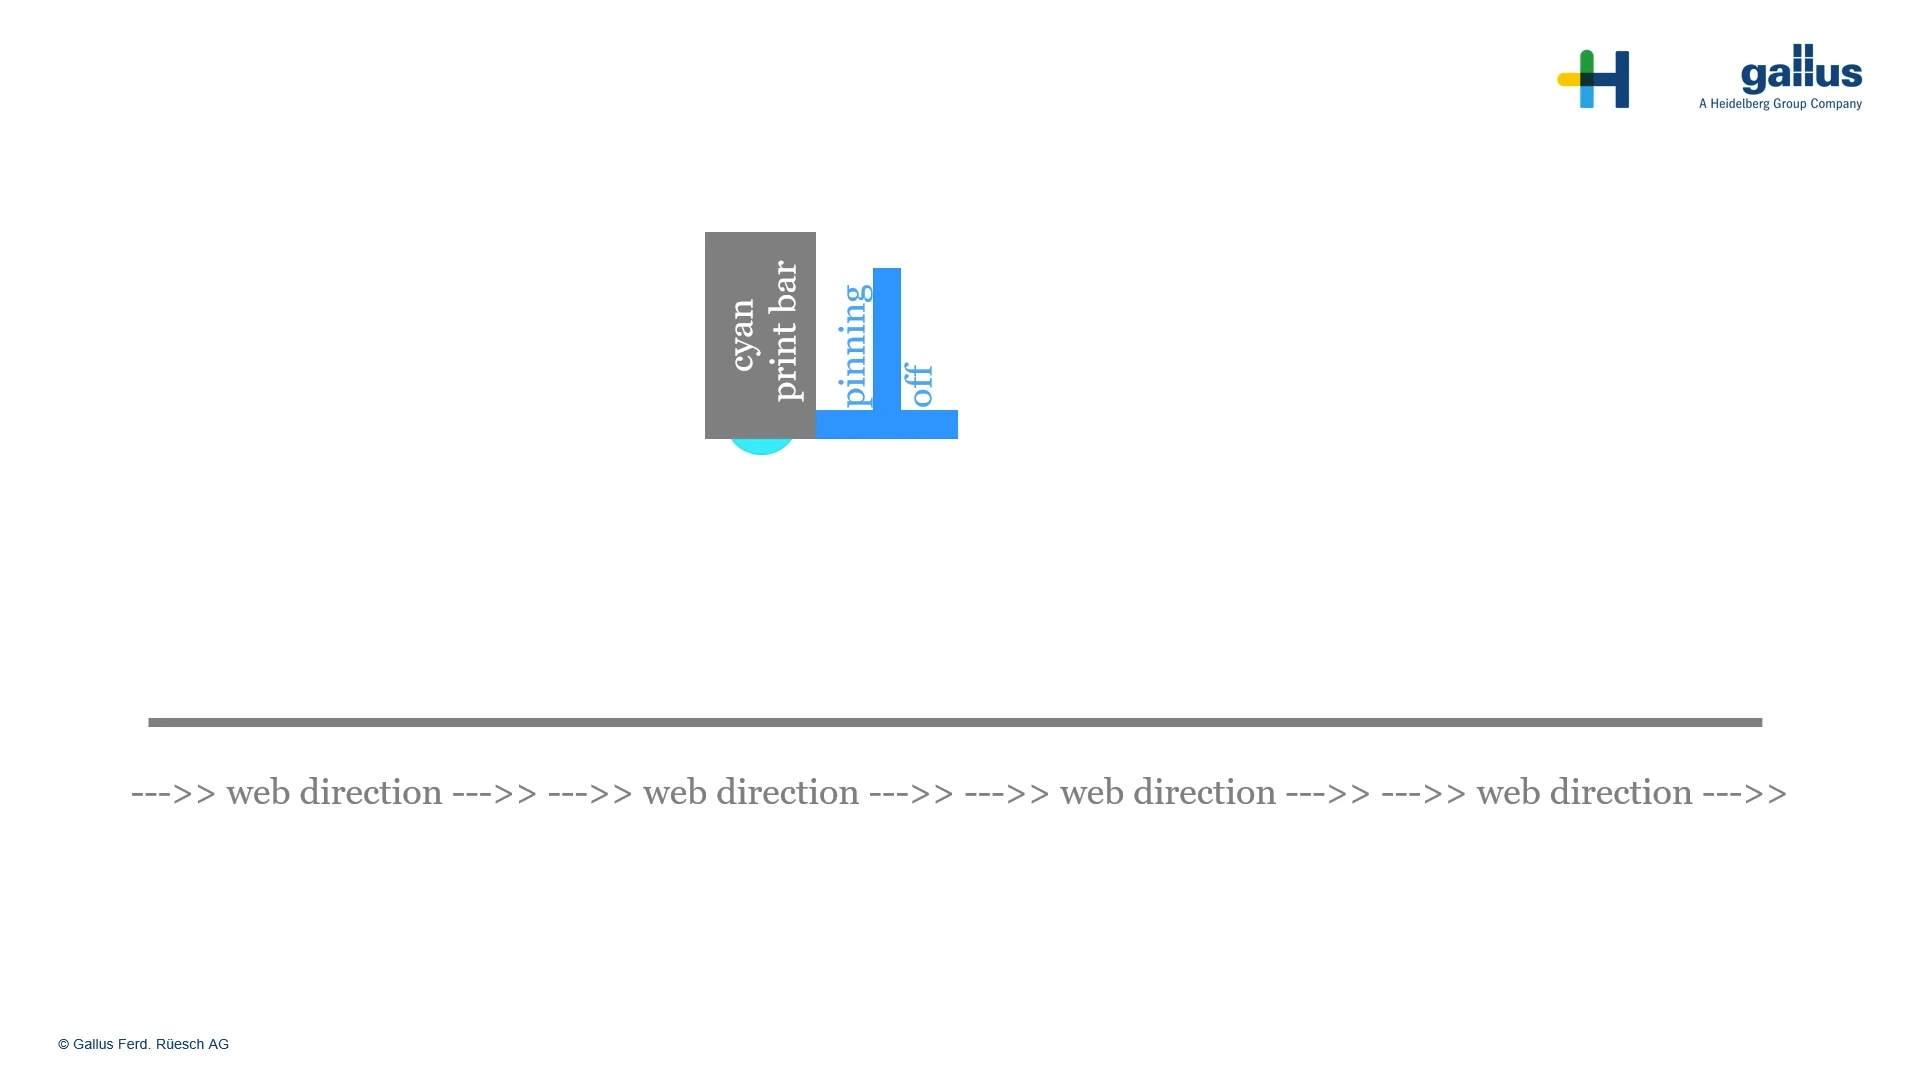 gallus
A Heidelberg Group Company
cyan
print bar
pinning
off
--->> web direction --->> --->> web direction --->> --->> web direction --->> --->> web direction --->>
© Gallus Ferd. Rüesch AG